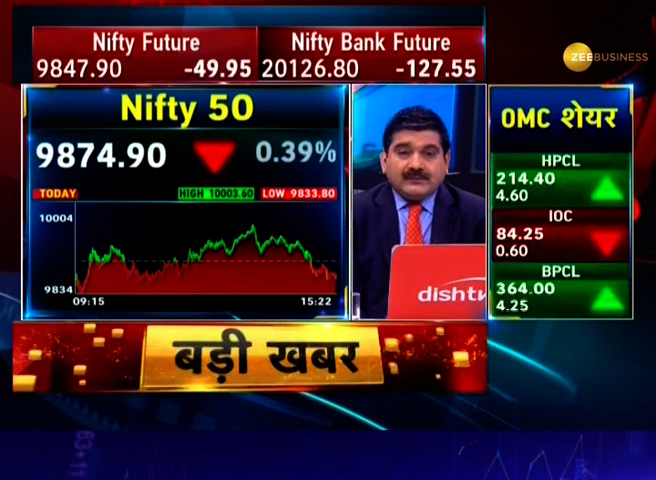 Nifty Future
9847.90 -49.95
Nifty Bank Future
20126.80 -127.55
ZEEBUSINESS
Nifty 50
9874.90 0.39%
TODAY HIGH 10003.60 LOW 9833.80
10004
9834
09:15 15:22
disht
OMC शेयर
HPCL
214.40
4.60
IOC
84.25
0.60
BPCL
364.00
4.25
बड़ी खबर